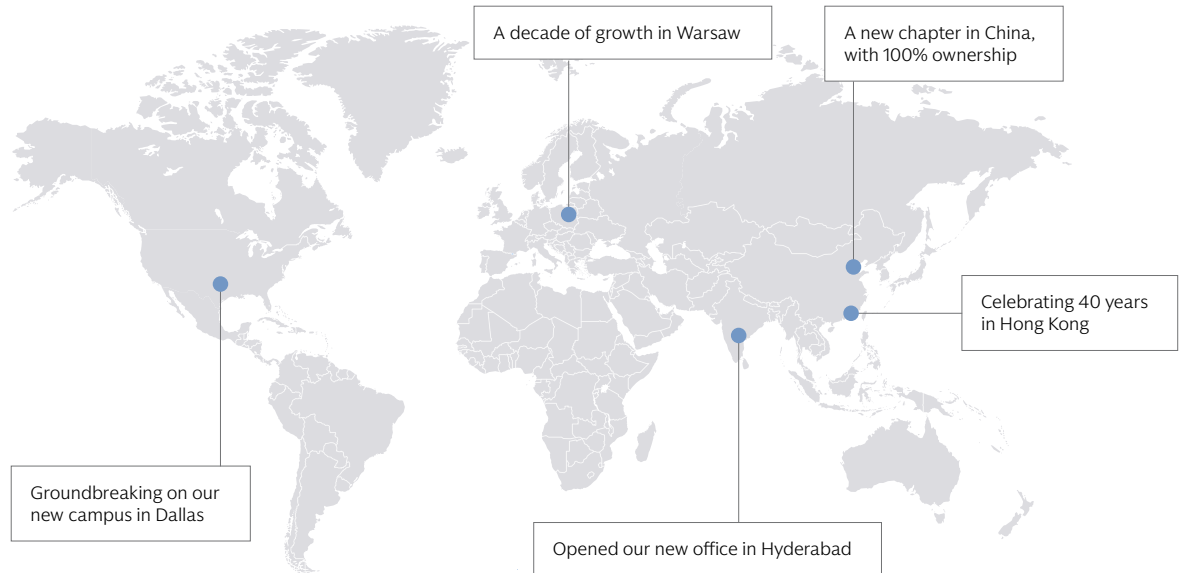 A decade of growth in Warsaw
A new chapter in China,
with 100% ownership
Celebrating 40 years
in Hong Kong
Groundbreaking on our
new campus in Dallas
Opened our new office in Hyderabad